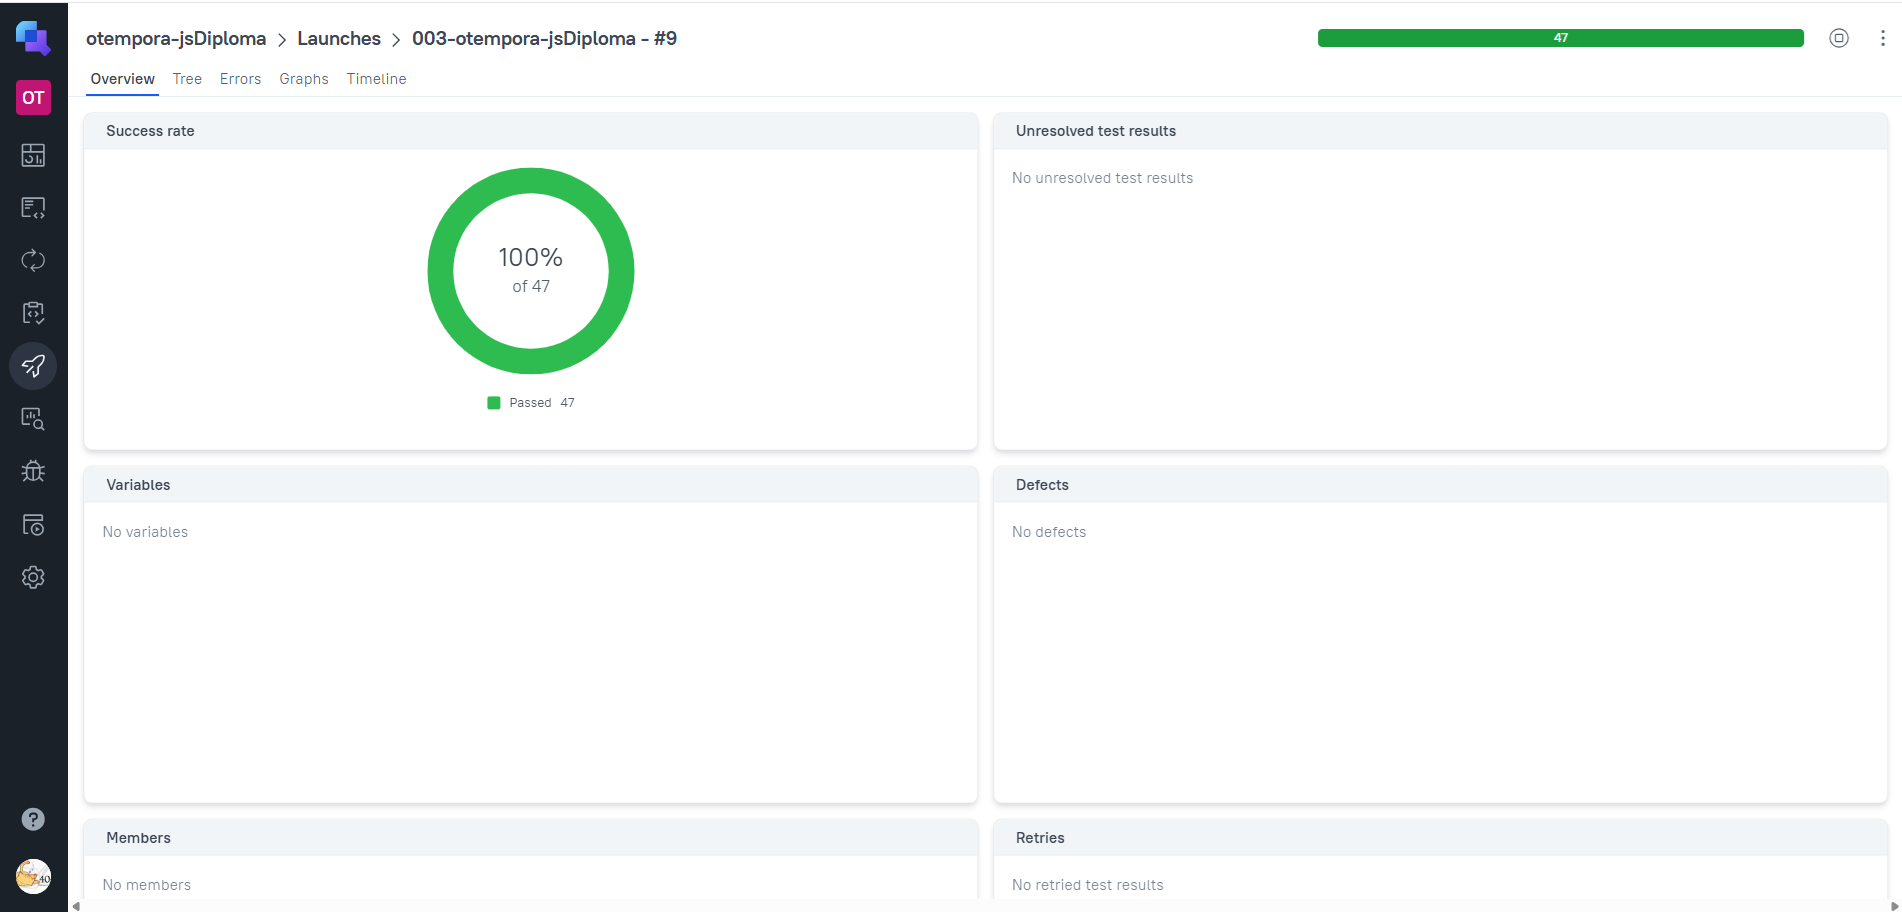 otempora-jsDiploma > Launches > 003-otempora-jsDiploma - #9
47
OT
Overview Tree Errors Graphs Timeline
Success rate
100%
of 47
Passed 47
Unresolved test results
No unresolved test results
Variables
No variables
Defects
No defects
Members
No members
Retries
No retried test results
?
40